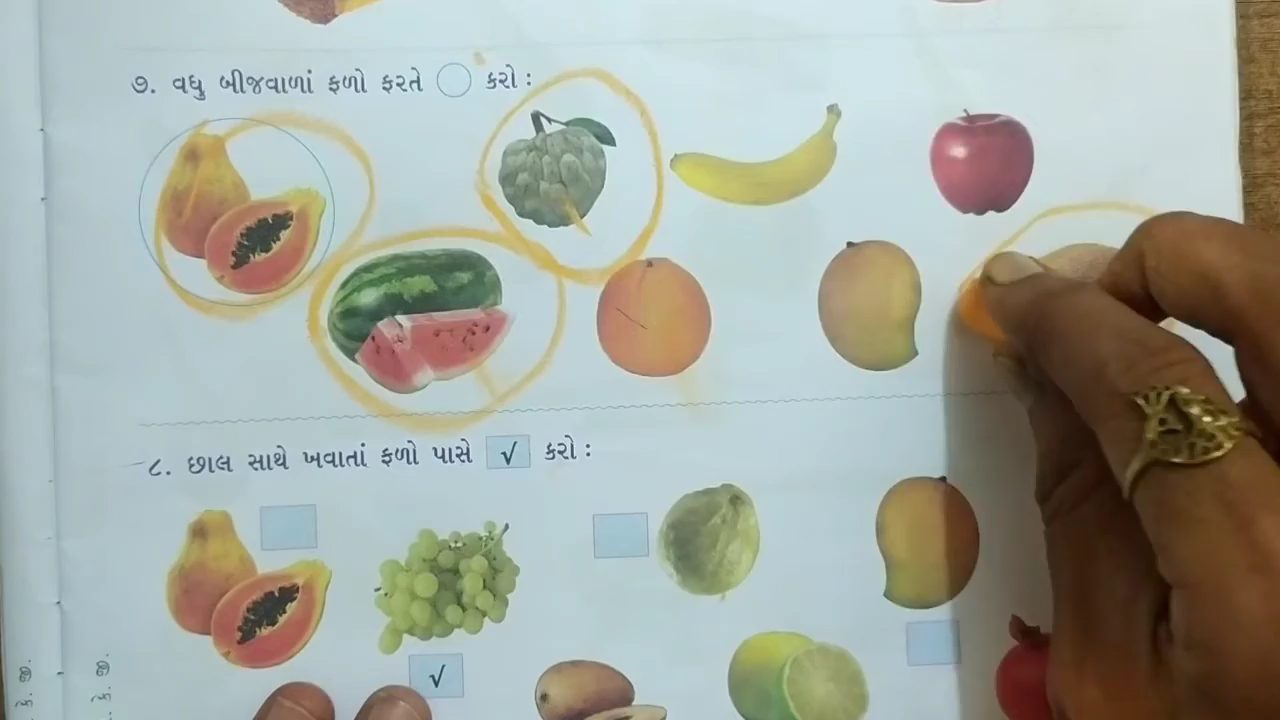 ૭. વધુ બીજવાળાં ફળો ફરતે ◯ કરો :
૮. છાલ સાથે ખવાતાં ફળો પાસે √ કરો :
√
કે. જી.
કે. જી.